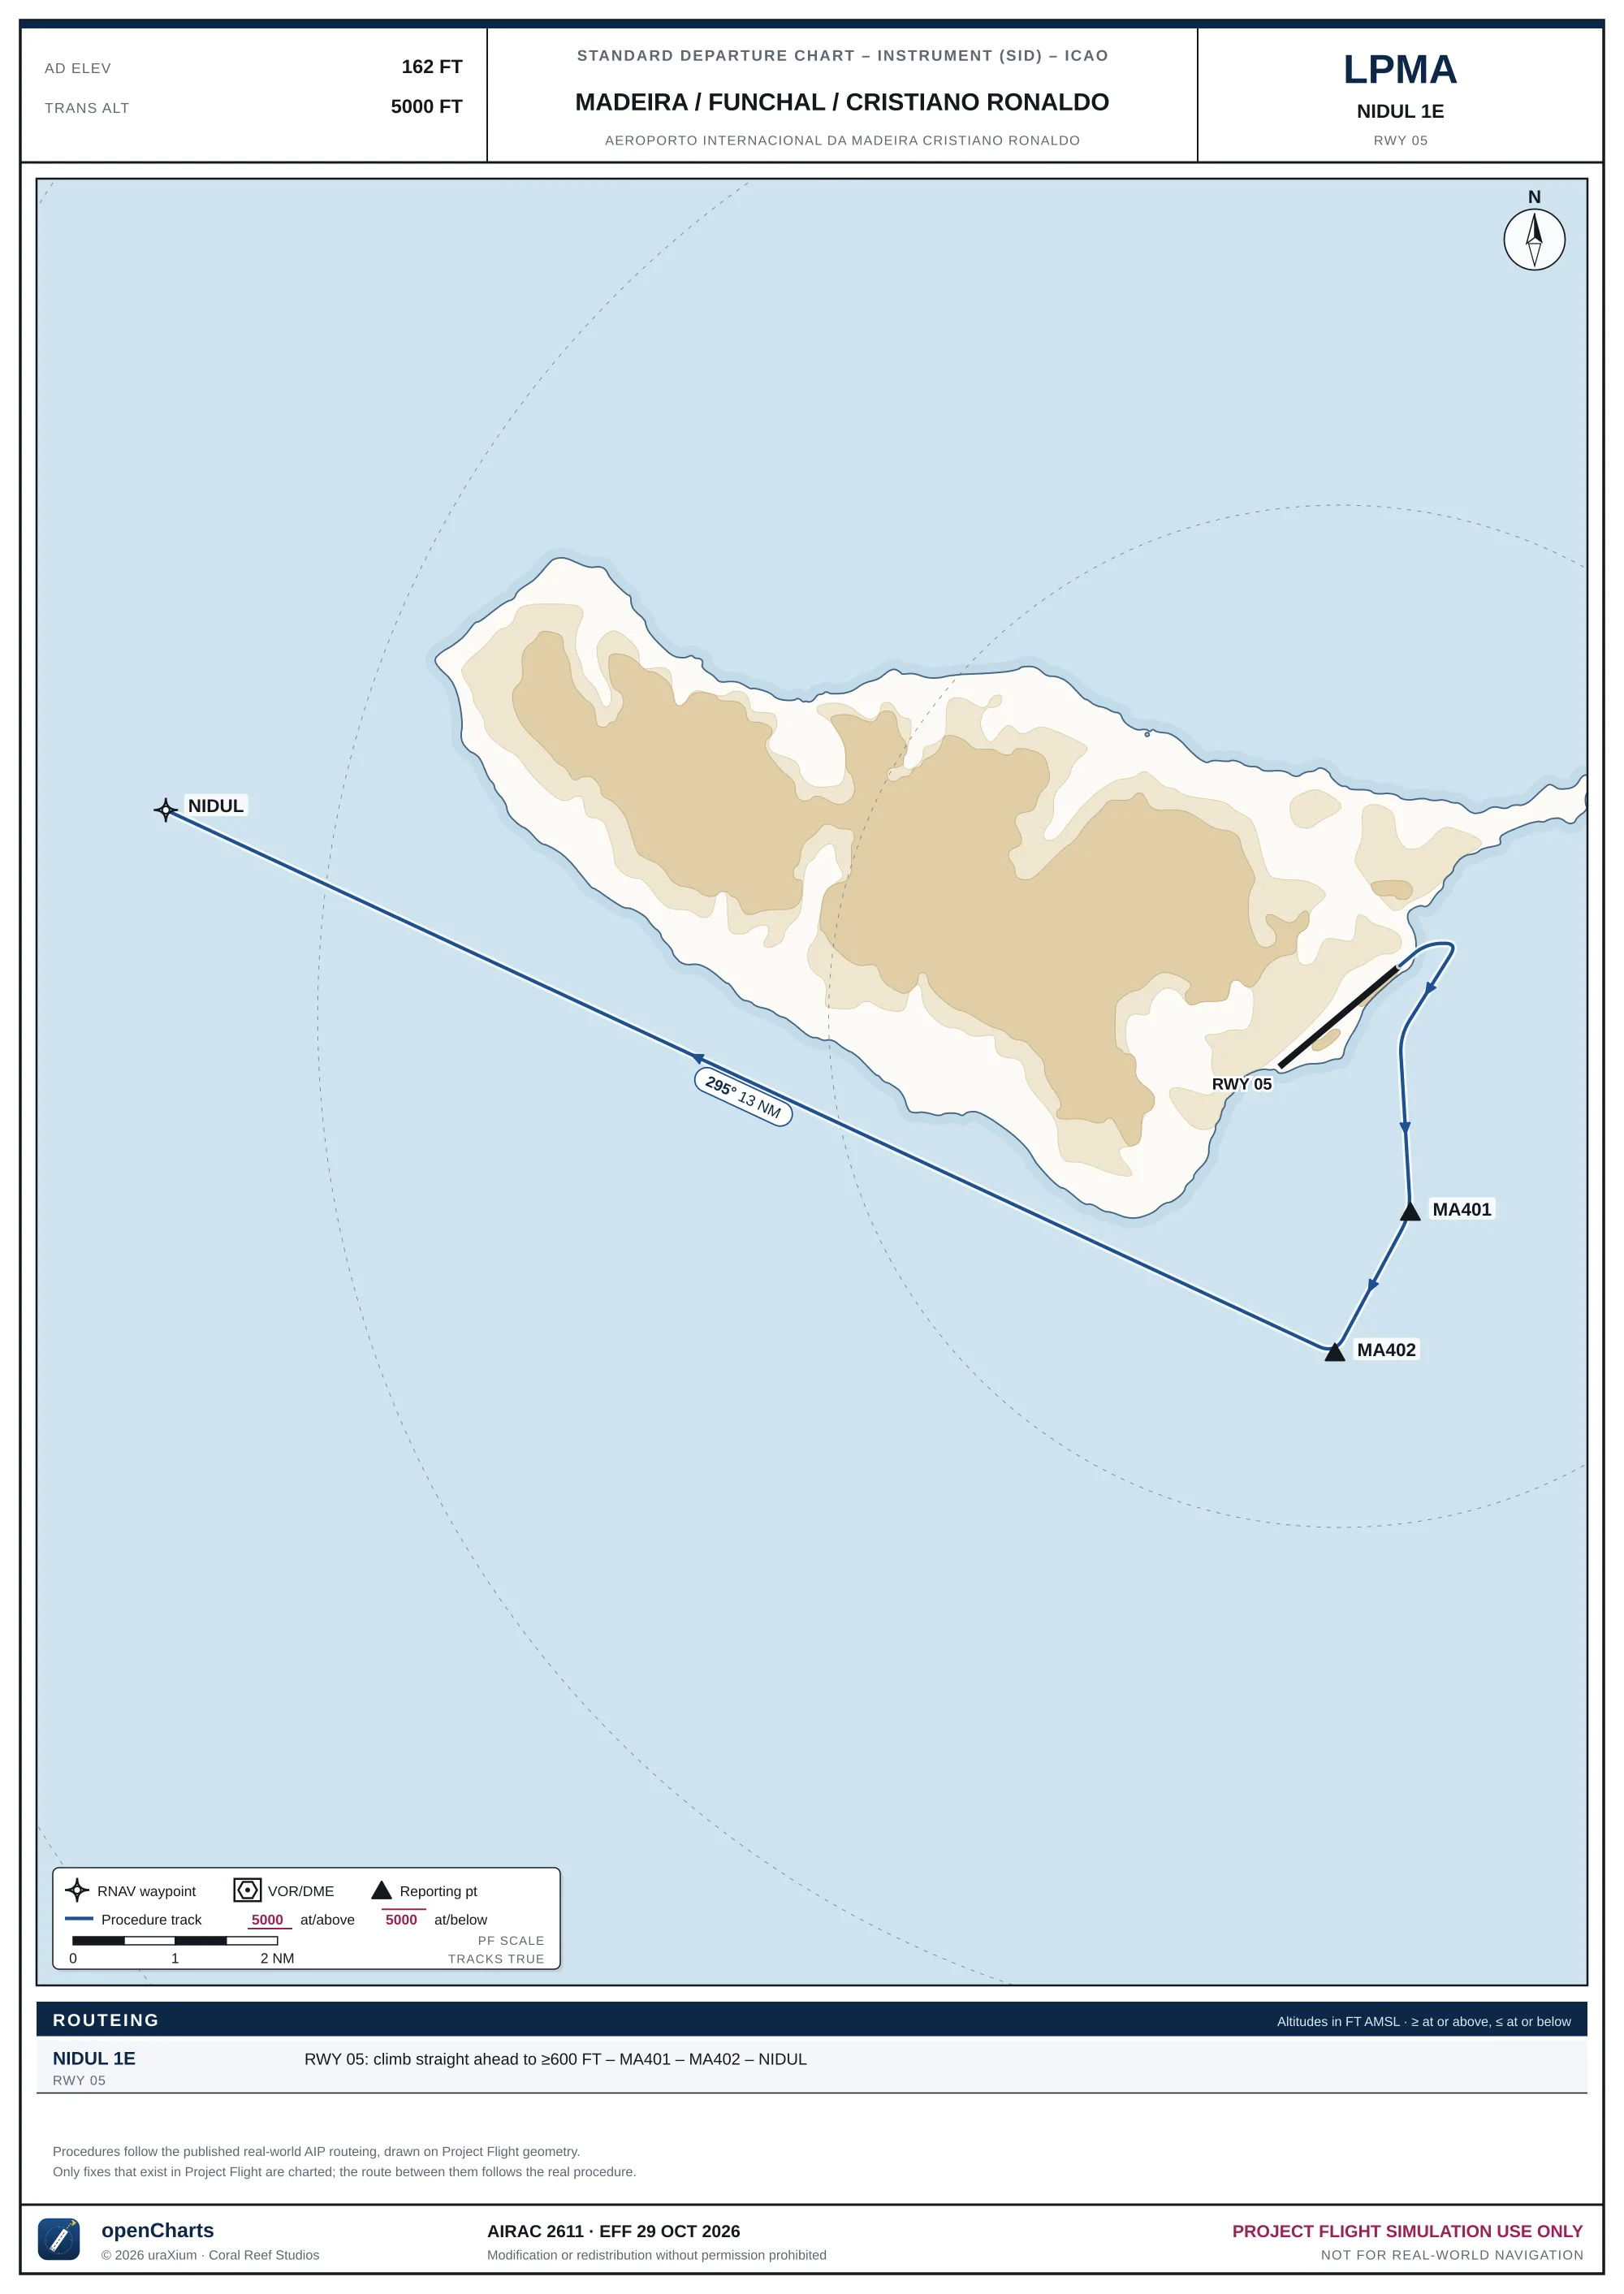 AD ELEV 162 FT
TRANS ALT 5000 FT
STANDARD DEPARTURE CHART – INSTRUMENT (SID) – ICAO
MADEIRA / FUNCHAL / CRISTIANO RONALDO
AEROPORTO INTERNACIONAL DA MADEIRA CRISTIANO RONALDO
LPMA
NIDUL 1E
RWY 05
N
NIDUL
RWY 05
295° 13 NM
MA401
MA402
RNAV waypoint VOR/DME Reporting pt
Procedure track 5000 at/above 5000 at/below
PF SCALE
0 1 2 NM TRACKS TRUE
ROUTEING Altitudes in FT AMSL · ≥ at or above, ≤ at or below
NIDUL 1E RWY 05: climb straight ahead to ≥600 FT – MA401 – MA402 – NIDUL
RWY 05
Procedures follow the published real-world AIP routeing, drawn on Project Flight geometry.
Only fixes that exist in Project Flight are charted; the route between them follows the real procedure.
openCharts AIRAC 2611 · EFF 29 OCT 2026 PROJECT FLIGHT SIMULATION USE ONLY
© 2026 uraXium · Coral Reef Studios Modification or redistribution without permission prohibited NOT FOR REAL-WORLD NAVIGATION